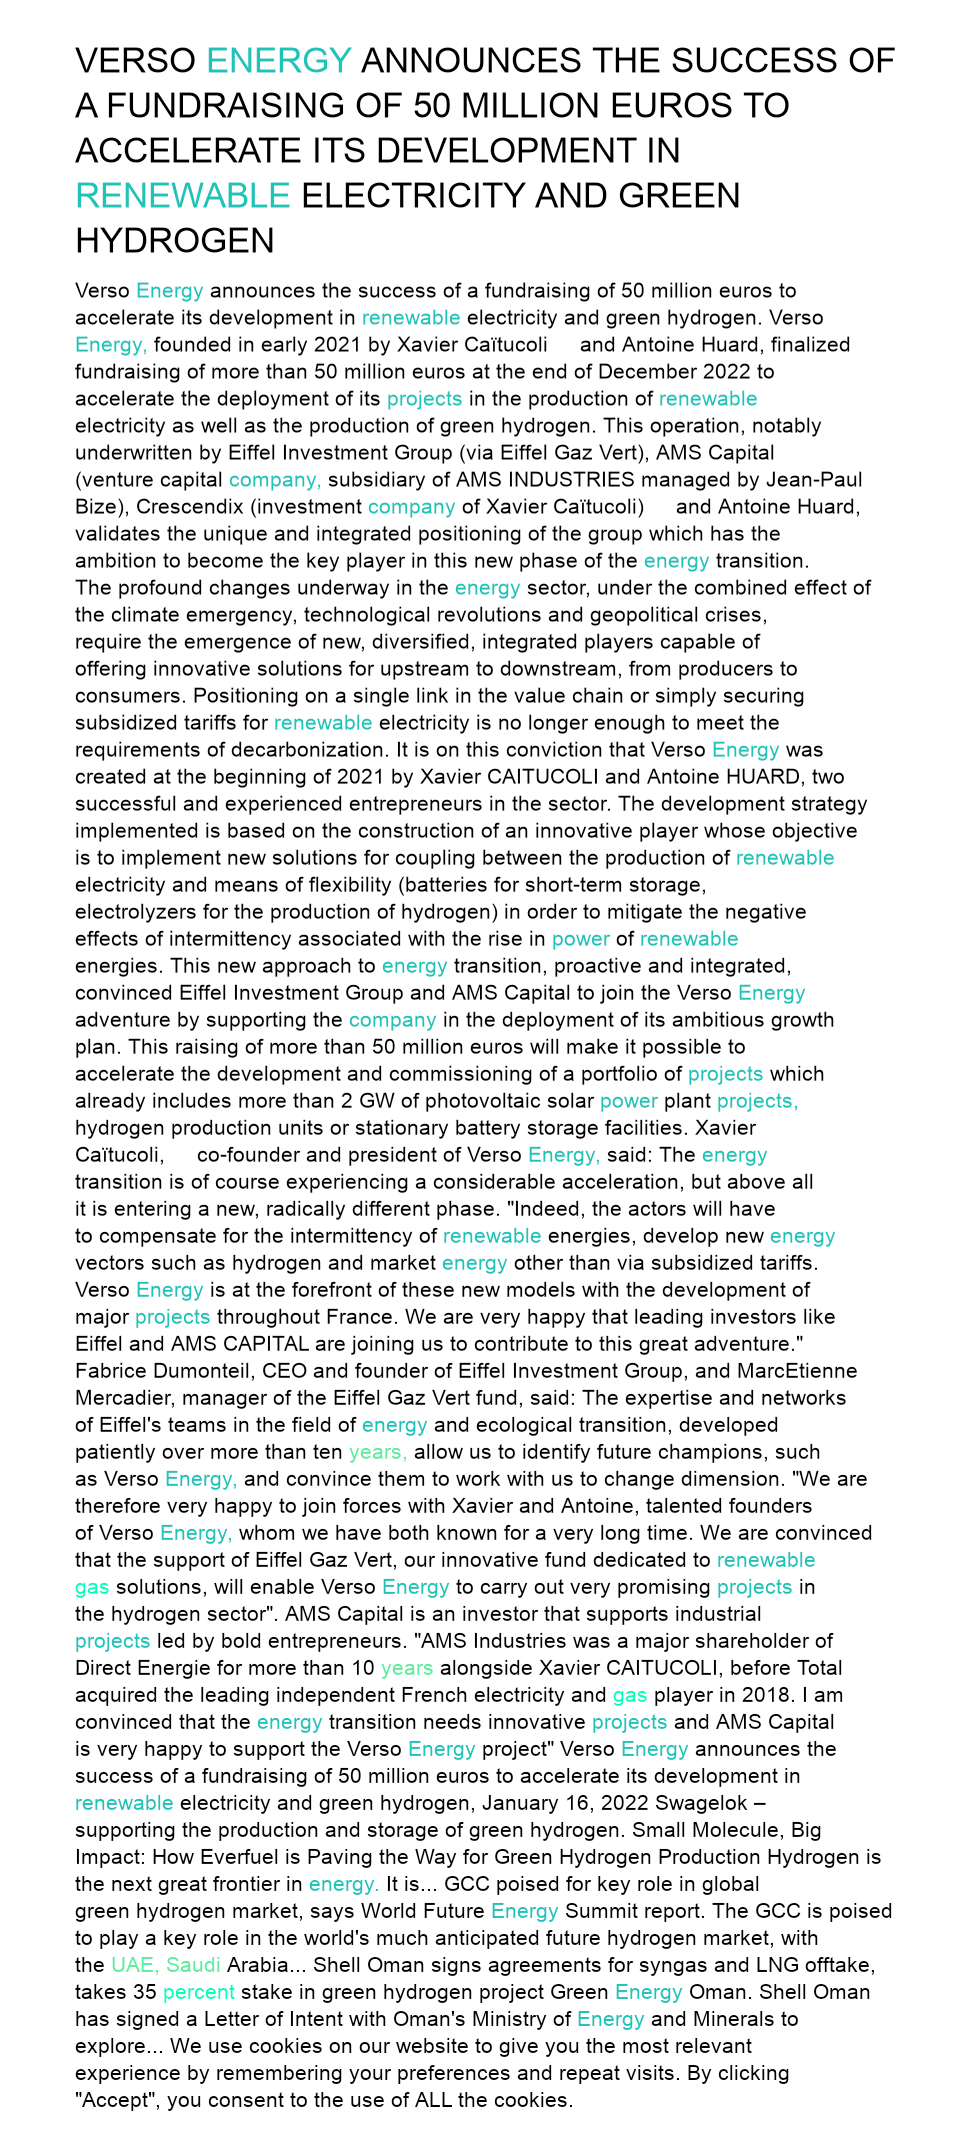 VERSO ENERGY ANNOUNCES THE SUCCESS OF
A FUNDRAISING OF 50 MILLION EUROS TO
ACCELERATE ITS DEVELOPMENT IN
RENEWABLE ELECTRICITY AND GREEN
HYDROGEN
Verso Energy announces the success of a fundraising of 50 million euros to
accelerate its development in renewable electricity and green hydrogen. Verso
Energy, founded in early 2021 by Xavier Caïtucoli and Antoine Huard, finalized
fundraising of more than 50 million euros at the end of December 2022 to
accelerate the deployment of its projects in the production of renewable
electricity as well as the production of green hydrogen. This operation, notably
underwritten by Eiffel Investment Group (via Eiffel Gaz Vert), AMS Capital
(venture capital company, subsidiary of AMS INDUSTRIES managed by Jean-Paul
Bize), Crescendix (investment company of Xavier Caïtucoli) and Antoine Huard,
validates the unique and integrated positioning of the group which has the
ambition to become the key player in this new phase of the energy transition.
The profound changes underway in the energy sector, under the combined effect of
the climate emergency, technological revolutions and geopolitical crises,
require the emergence of new, diversified, integrated players capable of
offering innovative solutions for upstream to downstream, from producers to
consumers. Positioning on a single link in the value chain or simply securing
subsidized tariffs for renewable electricity is no longer enough to meet the
requirements of decarbonization. It is on this conviction that Verso Energy was
created at the beginning of 2021 by Xavier CAITUCOLI and Antoine HUARD, two
successful and experienced entrepreneurs in the sector. The development strategy
implemented is based on the construction of an innovative player whose objective
is to implement new solutions for coupling between the production of renewable
electricity and means of flexibility (batteries for short-term storage,
electrolyzers for the production of hydrogen) in order to mitigate the negative
effects of intermittency associated with the rise in power of renewable
energies. This new approach to energy transition, proactive and integrated,
convinced Eiffel Investment Group and AMS Capital to join the Verso Energy
adventure by supporting the company in the deployment of its ambitious growth
plan. This raising of more than 50 million euros will make it possible to
accelerate the development and commissioning of a portfolio of projects which
already includes more than 2 GW of photovoltaic solar power plant projects,
hydrogen production units or stationary battery storage facilities. Xavier
Caïtucoli, co-founder and president of Verso Energy, said: The energy
transition is of course experiencing a considerable acceleration, but above all
it is entering a new, radically different phase. "Indeed, the actors will have
to compensate for the intermittency of renewable energies, develop new energy
vectors such as hydrogen and market energy other than via subsidized tariffs.
Verso Energy is at the forefront of these new models with the development of
major projects throughout France. We are very happy that leading investors like
Eiffel and AMS CAPITAL are joining us to contribute to this great adventure."
Fabrice Dumonteil, CEO and founder of Eiffel Investment Group, and MarcEtienne
Mercadier, manager of the Eiffel Gaz Vert fund, said: The expertise and networks
of Eiffel's teams in the field of energy and ecological transition, developed
patiently over more than ten years, allow us to identify future champions, such
as Verso Energy, and convince them to work with us to change dimension. "We are
therefore very happy to join forces with Xavier and Antoine, talented founders
of Verso Energy, whom we have both known for a very long time. We are convinced
that the support of Eiffel Gaz Vert, our innovative fund dedicated to renewable
gas solutions, will enable Verso Energy to carry out very promising projects in
the hydrogen sector". AMS Capital is an investor that supports industrial
projects led by bold entrepreneurs. "AMS Industries was a major shareholder of
Direct Energie for more than 10 years alongside Xavier CAITUCOLI, before Total
acquired the leading independent French electricity and gas player in 2018. I am
convinced that the energy transition needs innovative projects and AMS Capital
is very happy to support the Verso Energy project" Verso Energy announces the
success of a fundraising of 50 million euros to accelerate its development in
renewable electricity and green hydrogen, January 16, 2022 Swagelok –
supporting the production and storage of green hydrogen. Small Molecule, Big
Impact: How Everfuel is Paving the Way for Green Hydrogen Production Hydrogen is
the next great frontier in energy. It is... GCC poised for key role in global
green hydrogen market, says World Future Energy Summit report. The GCC is poised
to play a key role in the world's much anticipated future hydrogen market, with
the UAE, Saudi Arabia... Shell Oman signs agreements for syngas and LNG offtake,
takes 35 percent stake in green hydrogen project Green Energy Oman. Shell Oman
has signed a Letter of Intent with Oman's Ministry of Energy and Minerals to
explore... We use cookies on our website to give you the most relevant
experience by remembering your preferences and repeat visits. By clicking
"Accept", you consent to the use of ALL the cookies.